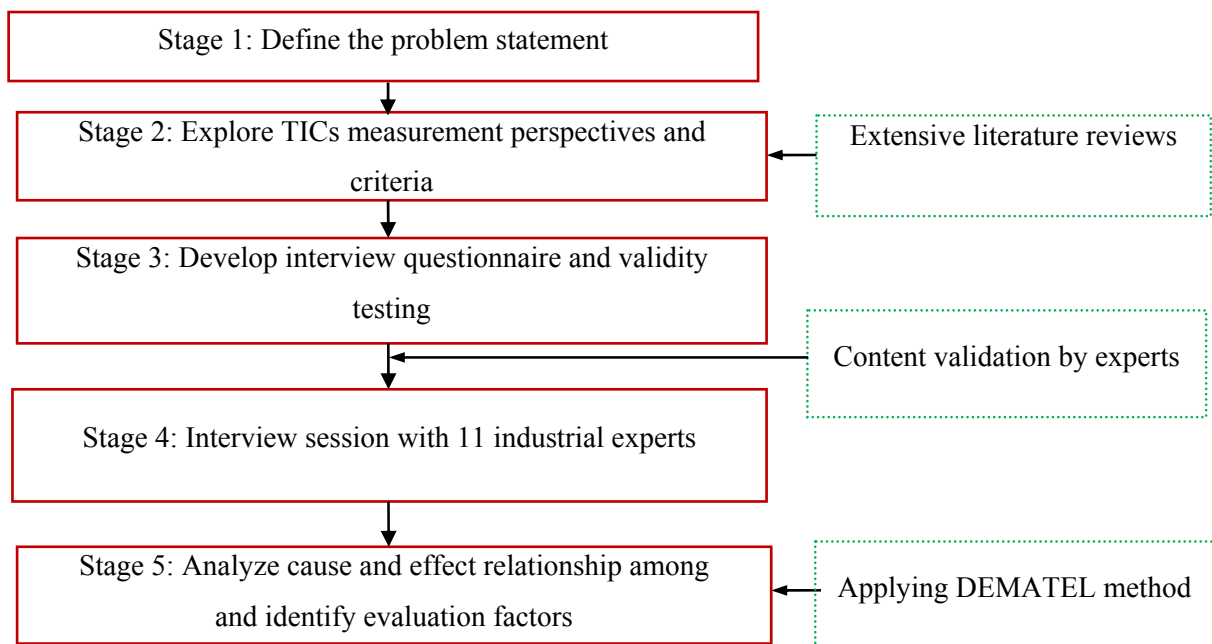 Stage 1: Define the problem statement
Stage 2: Explore TICs measurement perspectives and
criteria
Extensive literature reviews
Stage 3: Develop interview questionnaire and validity
testing
Content validation by experts
Stage 4: Interview session with 11 industrial experts
Stage 5: Analyze cause and effect relationship among
and identify evaluation factors
Applying DEMATEL method